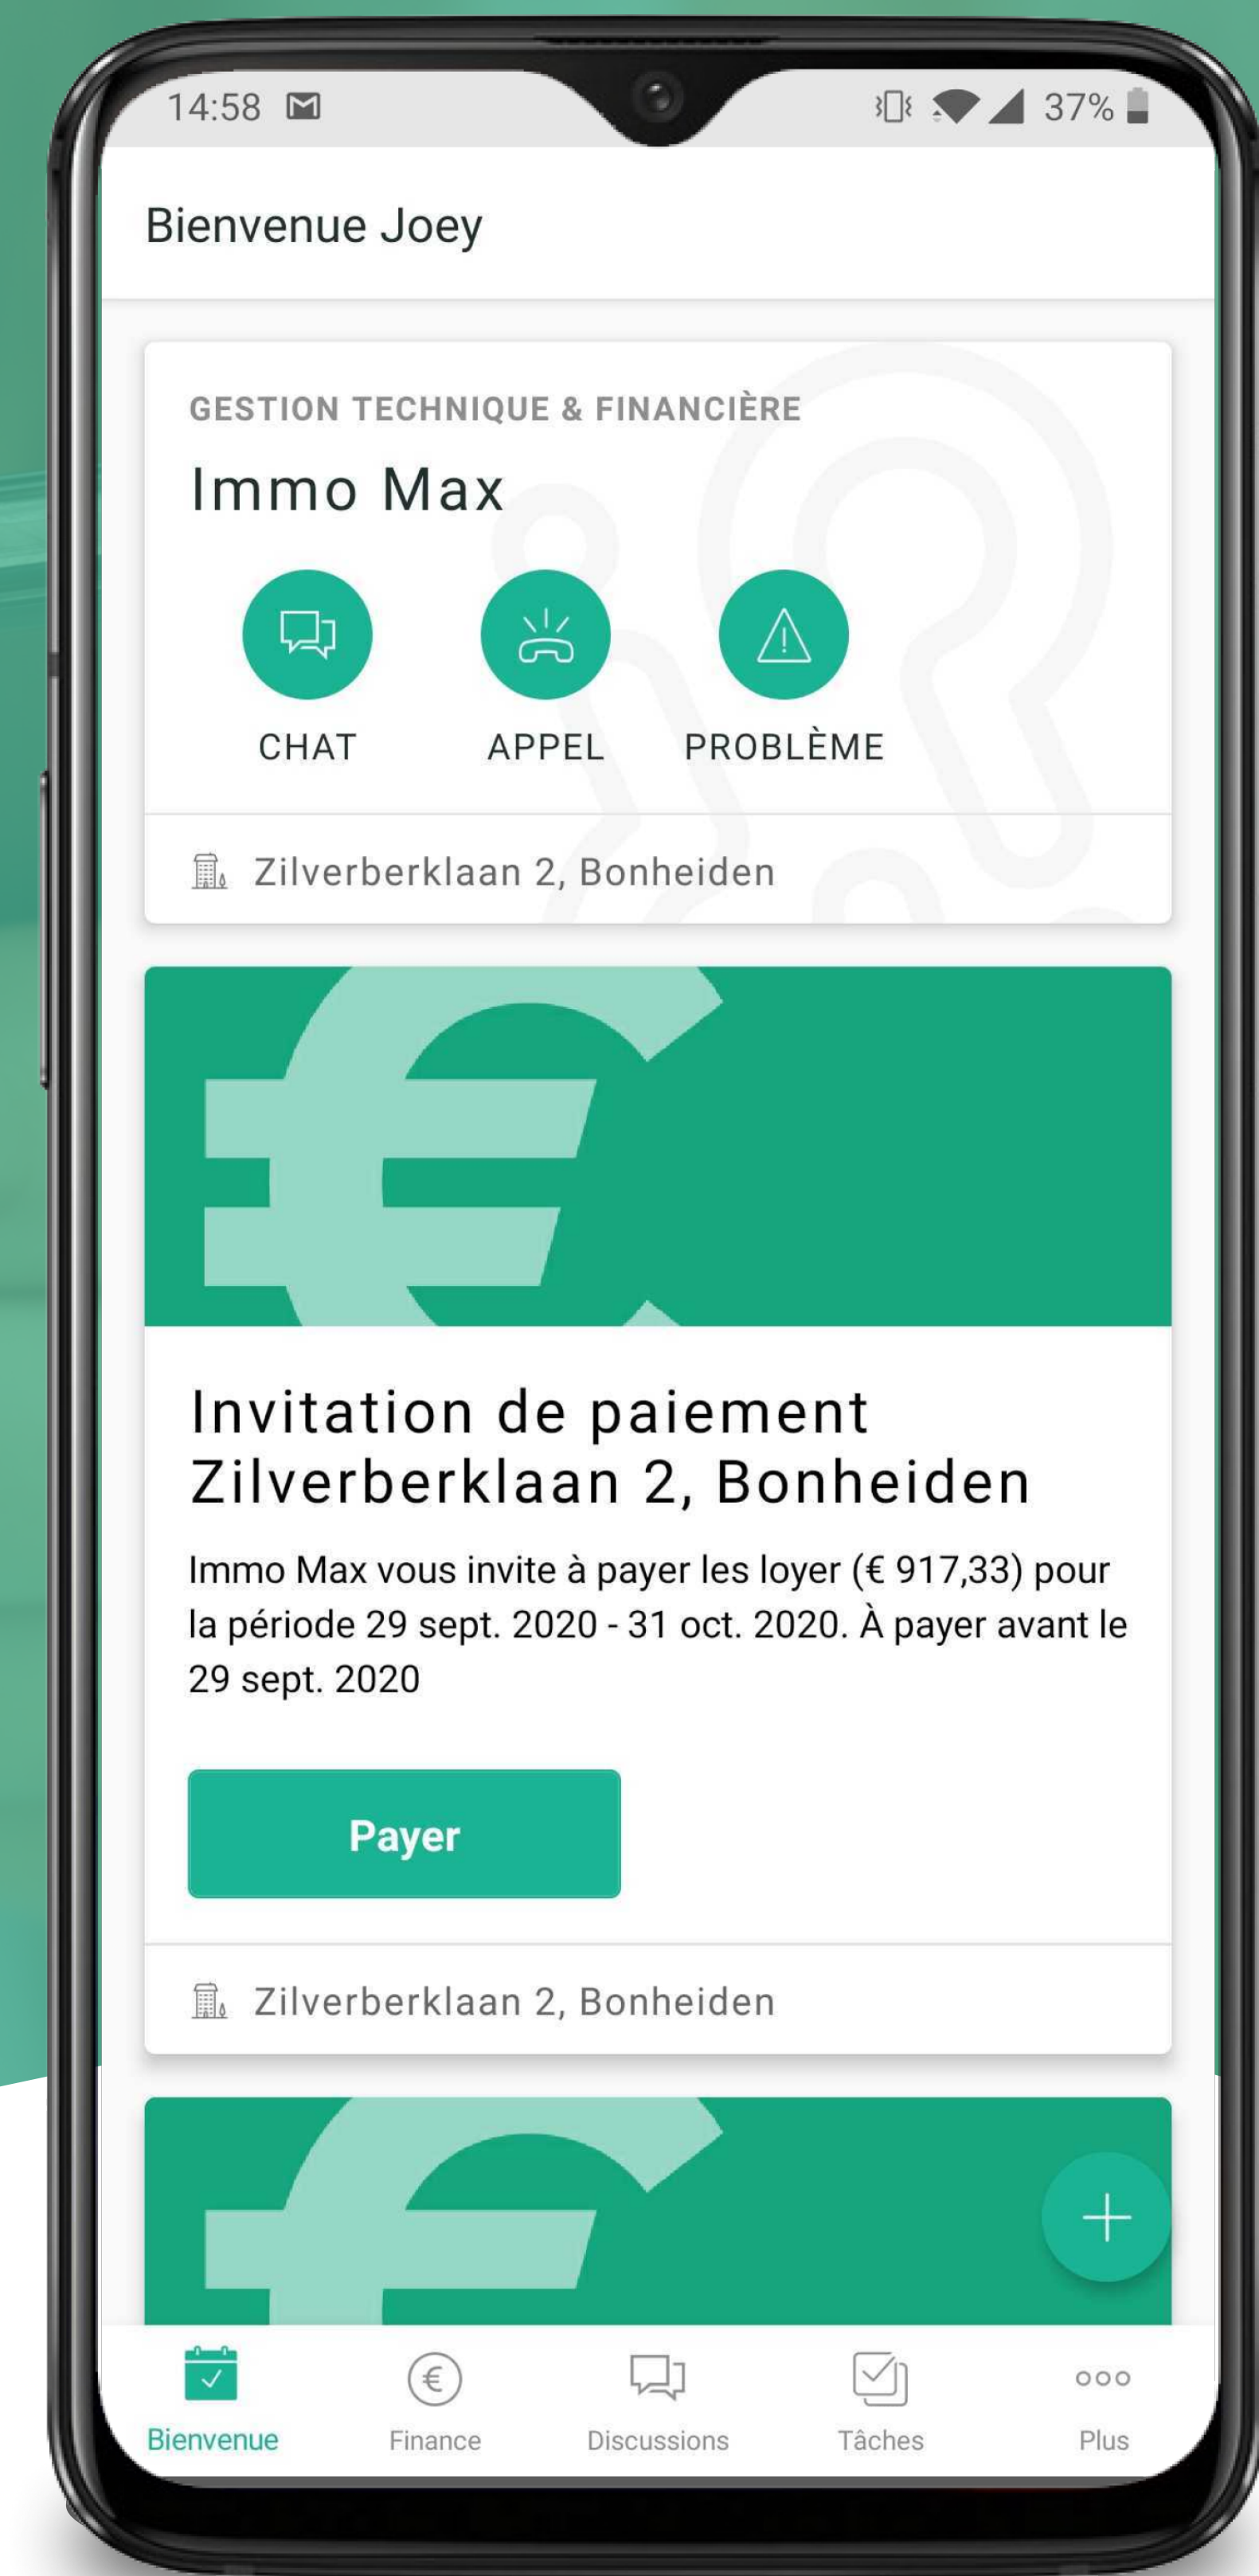 14:58
37%
Bienvenue Joey
GESTION TECHNIQUE & FINANCIÈRE
Immo Max
CHAT
APPEL
PROBLÈME
Zilverberklaan 2, Bonheiden
€
Invitation de paiement
Zilverberklaan 2, Bonheiden
Immo Max vous invite à payer les loyer (€ 917,33) pour
la période 29 sept. 2020 - 31 oct. 2020. À payer avant le
29 sept. 2020
Payer
Zilverberklaan 2, Bonheiden
€
Bienvenue
Finance
Discussions
Tâches
Plus